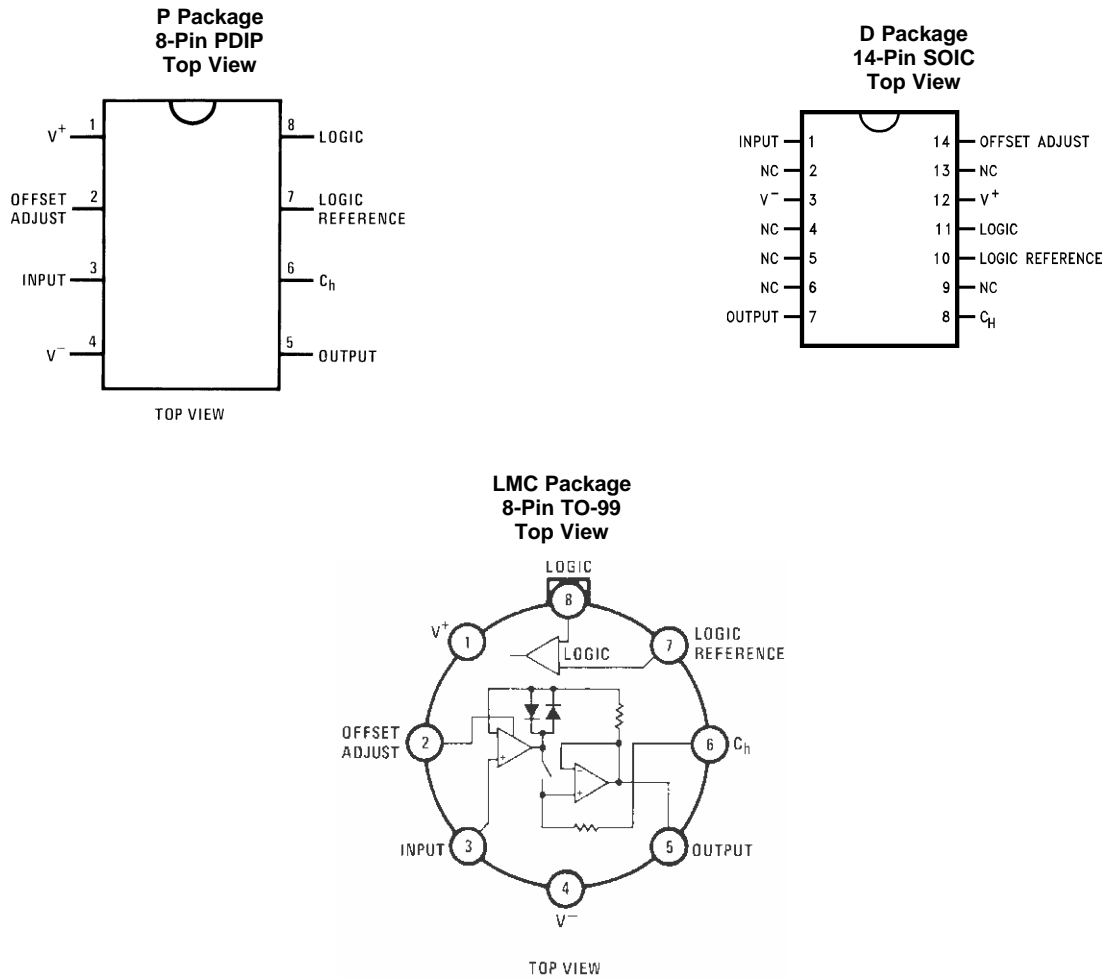 P Package
8-Pin PDIP
Top View
1
V+
8
LOGIC
2
OFFSET
ADJUST
7
LOGIC
REFERENCE
3
INPUT
6
Ch
4
V−
5
OUTPUT
TOP VIEW
D Package
14-Pin SOIC
Top View
INPUT 1
14 OFFSET ADJUST
NC 2
13 NC
V− 3
12 V+
NC 4
11 LOGIC
NC 5
10 LOGIC REFERENCE
NC 6
9 NC
OUTPUT 7
8 CH
LMC Package
8-Pin TO-99
Top View
LOGIC
8
V+
1
LOGIC
7
LOGIC
REFERENCE
OFFSET
ADJUST
2
6
Ch
+
−
+
INPUT
3
5
OUTPUT
4
V−
TOP VIEW